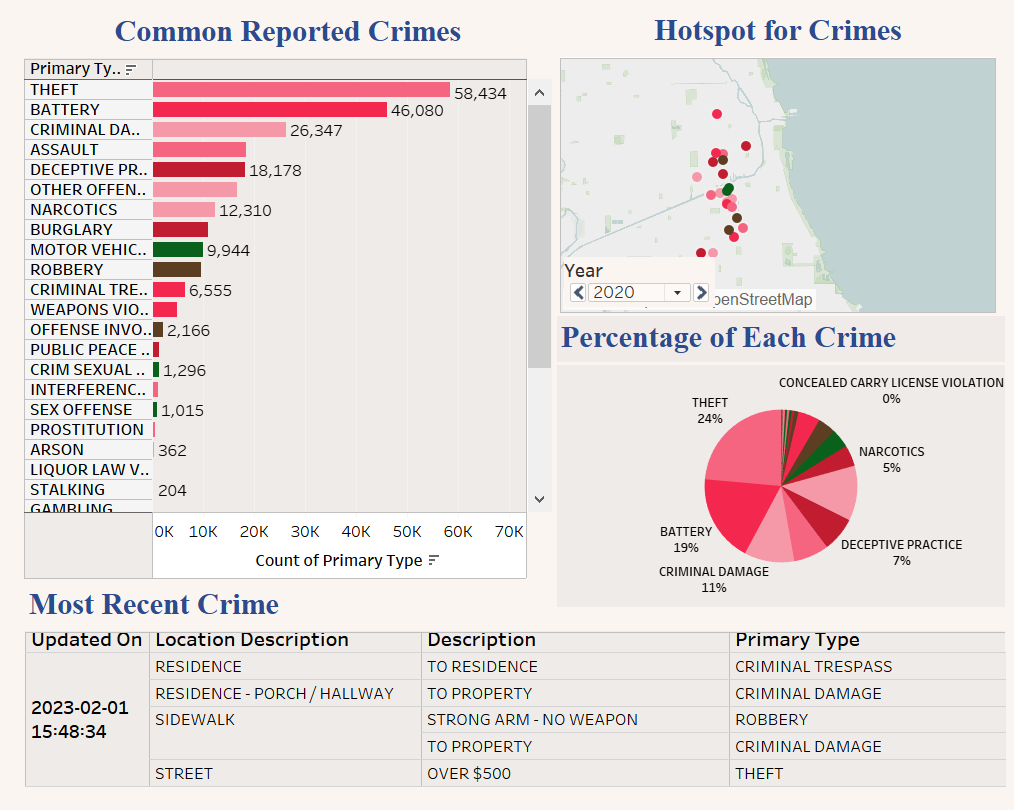 Common Reported Crimes
Primary Ty..
THEFT
58,434
BATTERY
46,080
CRIMINAL DA..
26,347
ASSAULT
DECEPTIVE PR..
18,178
OTHER OFFEN..
NARCOTICS
12,310
BURGLARY
MOTOR VEHIC..
9,944
ROBBERY
CRIMINAL TRE..
6,555
WEAPONS VIO..
OFFENSE INVO..
2,166
PUBLIC PEACE ..
CRIM SEXUAL ..
1,296
INTERFERENC..
SEX OFFENSE
1,015
PROSTITUTION
ARSON
362
LIQUOR LAW V..
STALKING
204
GAMBLING
0K 10K 20K 30K 40K 50K 60K 70K
Count of Primary Type
Hotspot for Crimes
Year
2020
penStreetMap
Percentage of Each Crime
CONCEALED CARRY LICENSE VIOLATION
0%
THEFT
24%
NARCOTICS
5%
BATTERY
19%
DECEPTIVE PRACTICE
7%
CRIMINAL DAMAGE
11%
Most Recent Crime
Updated On Location Description Description Primary Type
2023-02-01
15:48:34
RESIDENCE TO RESIDENCE CRIMINAL TRESPASS
RESIDENCE - PORCH / HALLWAY TO PROPERTY CRIMINAL DAMAGE
SIDEWALK STRONG ARM - NO WEAPON ROBBERY
TO PROPERTY CRIMINAL DAMAGE
STREET OVER $500 THEFT